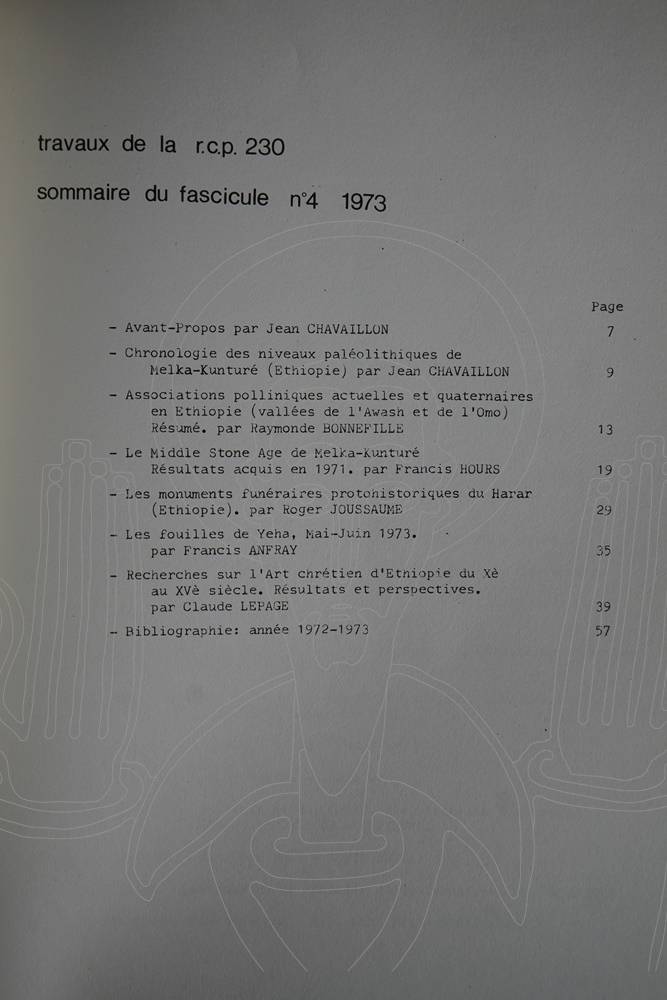 travaux de la r.c.p. 230
sommaire du fascicule n°4 1973
Page
- Avant-Propos par Jean CHAVAILLON 7
- Chronologie des niveaux paléolithiques de
Melka-Kunturé (Ethiopie) par Jean CHAVAILLON 9
- Associations polliniques actuelles et quaternaires
en Ethiopie (vallées de l'Awash et de l'Omo)
Résumé. par Raymonde BONNEFILLE 13
- Le Middle Stone Age de Melka-Kunturé
Résultats acquis en 1971. par Francis HOURS 19
- Les monuments funéraires protohistoriques du Harar
(Ethiopie). par Roger JOUSSAUME 29
- Les fouilles de Yeha, Mai-Juin 1973.
par Francis ANFRAY 35
- Recherches sur l'Art chrétien d'Ethiopie du Xè
au XVè siècle. Résultats et perspectives.
par Claude LEPAGE 39
- Bibliographie: année 1972-1973 57